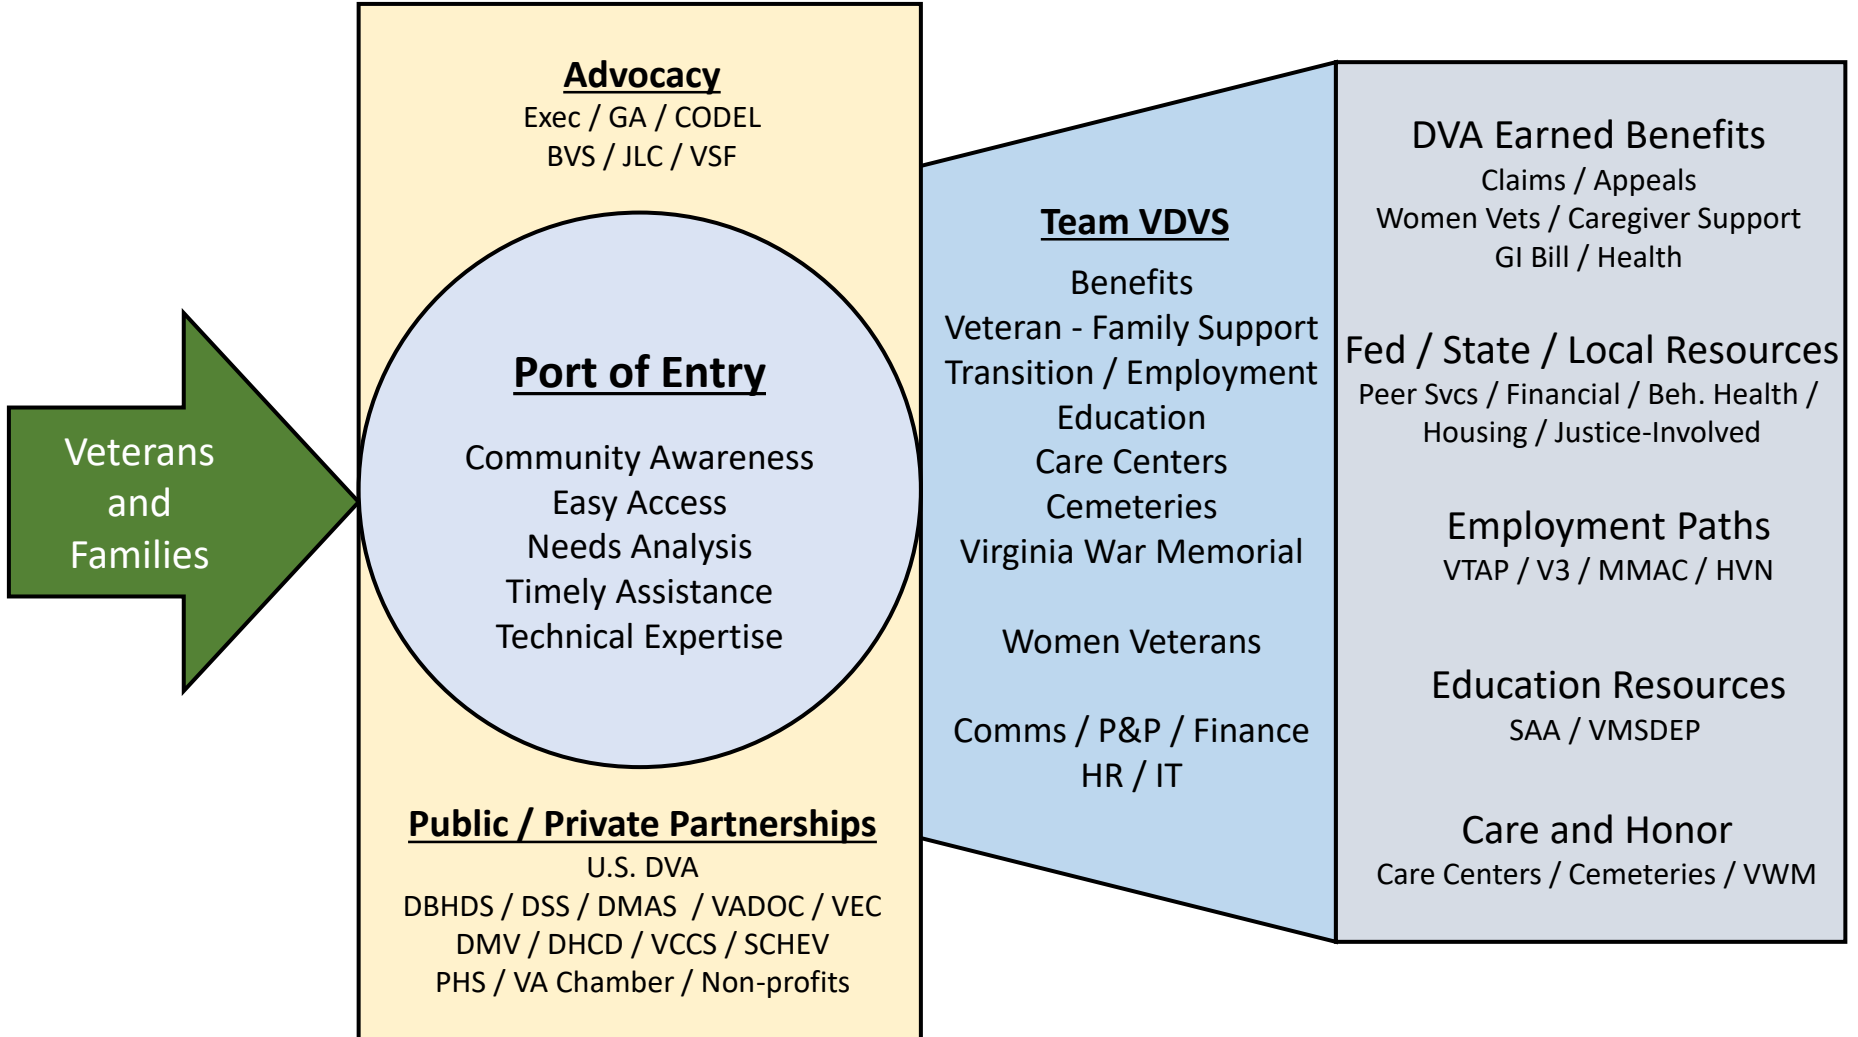 Veterans
and
Families
Advocacy
Exec / GA / CODEL
BVS / JLC / VSF
Port of Entry
Community Awareness
Easy Access
Needs Analysis
Timely Assistance
Technical Expertise
Public / Private Partnerships
U.S. DVA
DBHDS / DSS / DMAS / VADOC / VEC
DMV / DHCD / VCCS / SCHEV
PHS / VA Chamber / Non-profits
Team VDVS
Benefits
Veteran - Family Support
Transition / Employment
Education
Care Centers
Cemeteries
Virginia War Memorial
Women Veterans
Comms / P&P / Finance
HR / IT
DVA Earned Benefits
Claims / Appeals
Women Vets / Caregiver Support
GI Bill / Health
Fed / State / Local Resources
Peer Svcs / Financial / Beh. Health /
Housing / Justice-Involved
Employment Paths
VTAP / V3 / MMAC / HVN
Education Resources
SAA / VMSDEP
Care and Honor
Care Centers / Cemeteries / VWM